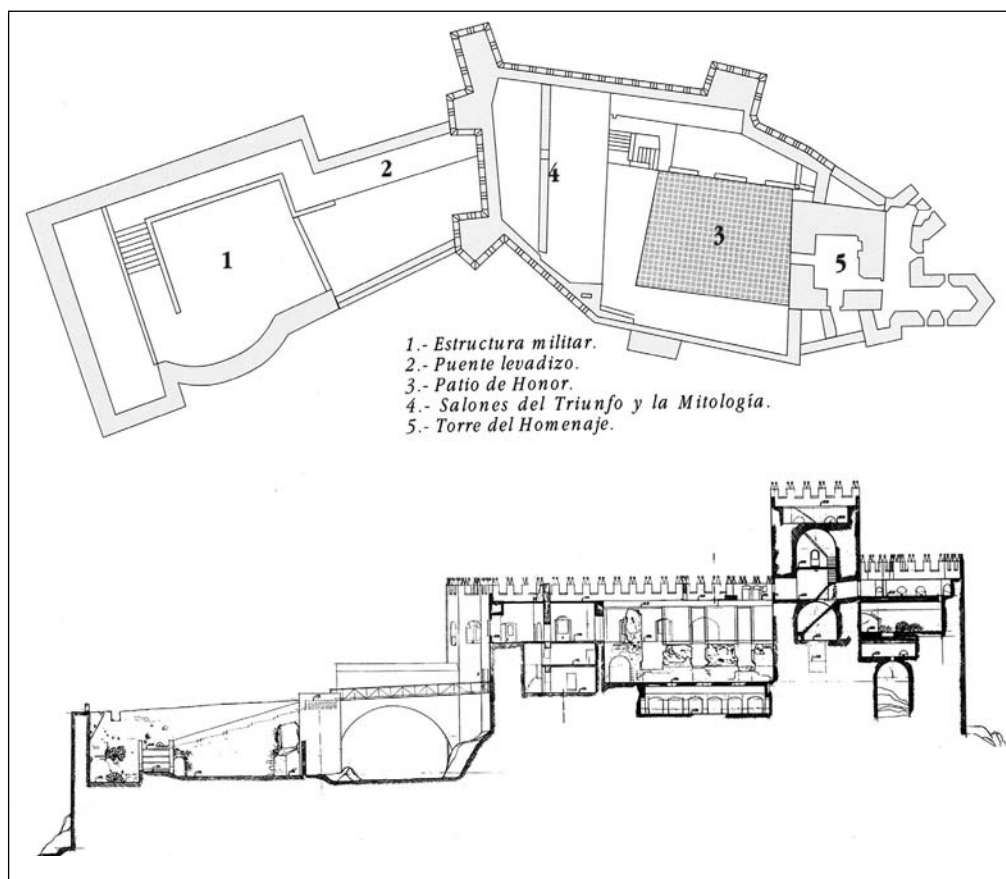 2
4
1
3
5
1.- Estructura militar.
2.- Puente levadizo.
3.- Patio de Honor.
4.- Salones del Triunfo y la Mitología.
5.- Torre del Homenaje.